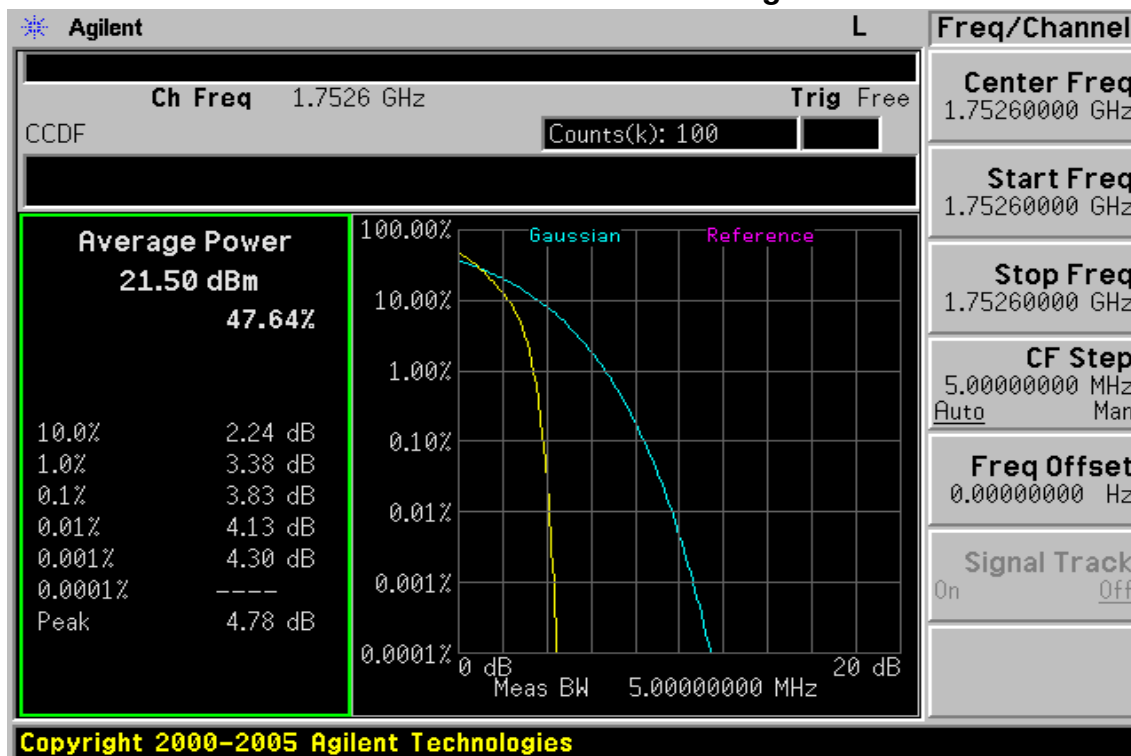 Agilent L Freq/Channel
Ch Freq 1.7526 GHz Trig Free
CCDF Counts(k): 100
Average Power
21.50 dBm
47.64%
10.0% 2.24 dB
1.0% 3.38 dB
0.1% 3.83 dB
0.01% 4.13 dB
0.001% 4.30 dB
0.0001% ----
Peak 4.78 dB
Gaussian Reference
100.00%
10.00%
1.00%
0.10%
0.01%
0.001%
0.0001%
0 dB 20 dB
Meas BW 5.00000000 MHz
Center Freq
1.75260000 GHz
Start Freq
1.75260000 GHz
Stop Freq
1.75260000 GHz
CF Step
5.00000000 MHz
Auto Man
Freq Offset
0.00000000 Hz
Signal Track
On Off
Copyright 2000-2005 Agilent Technologies